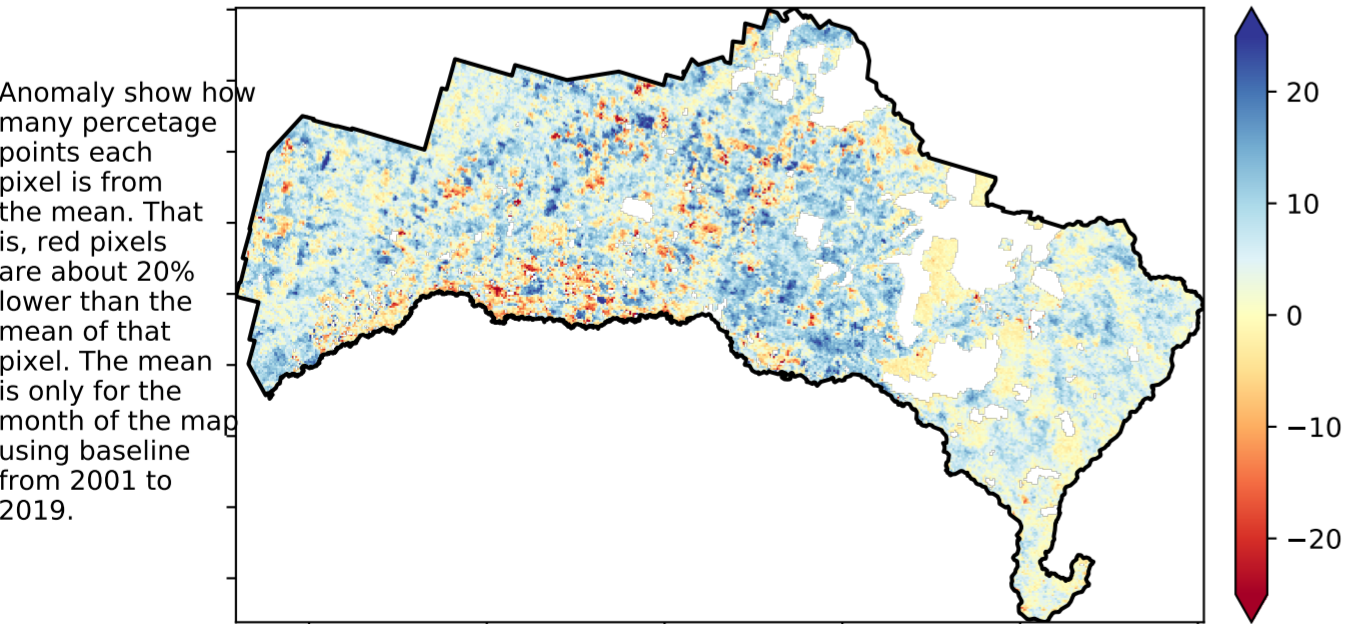 Anomaly show how
many percetage
points each
pixel is from
the mean. That
is, red pixels
are about 20%
lower than the
mean of that
pixel. The mean
is only for the
month of the map
using baseline
from 2001 to
2019.
20
10
0
−10
−20